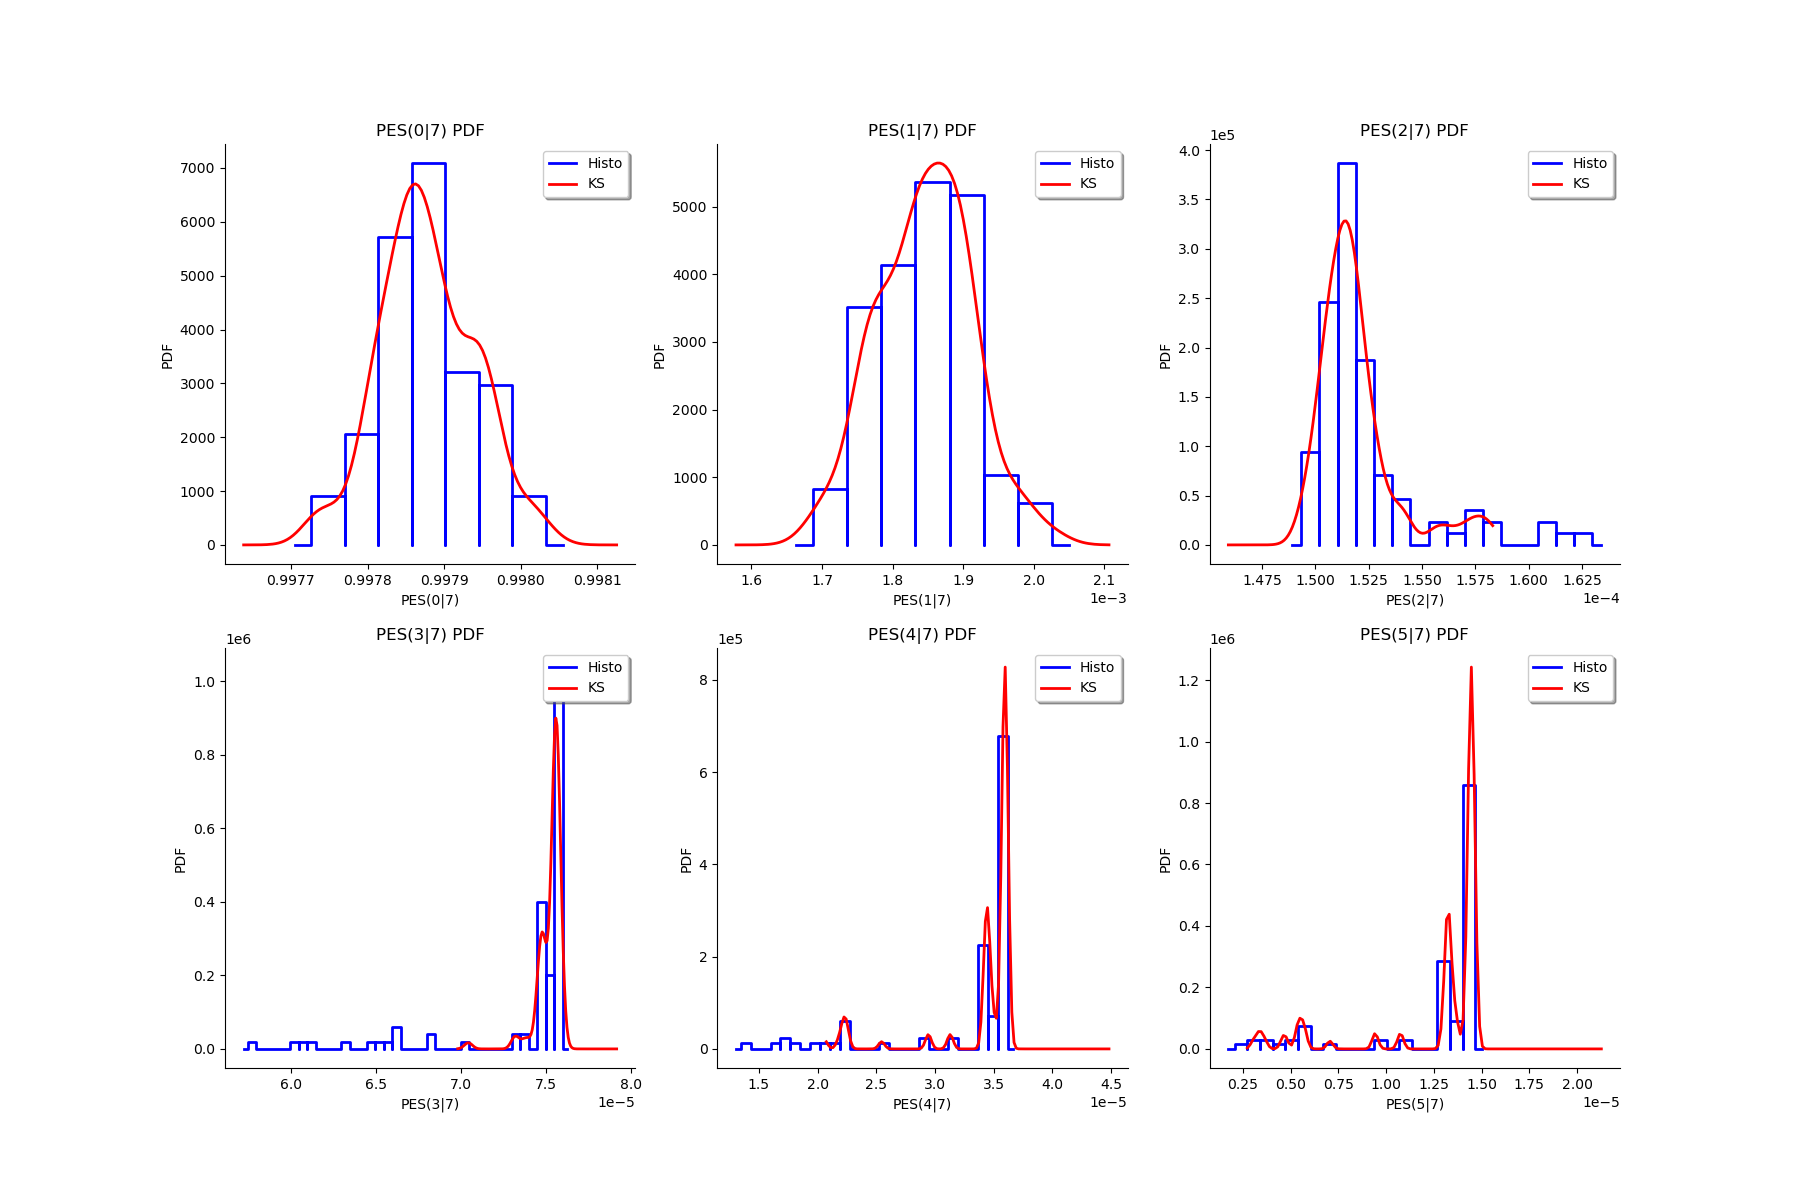 PES(0|7) PDF
Histo
KS
7000
6000
5000
4000
3000
2000
1000
0
PDF
0.9977 0.9978 0.9979 0.9980 0.9981
PES(0|7)
PES(1|7) PDF
Histo
KS
5000
4000
3000
2000
1000
0
PDF
1.6 1.7 1.8 1.9 2.0 2.1
PES(1|7) 1e−3
PES(2|7) PDF
1e5
Histo
KS
4.0
3.5
3.0
2.5
2.0
1.5
1.0
0.5
0.0
PDF
1.475 1.500 1.525 1.550 1.575 1.600 1.625
PES(2|7) 1e−4
PES(3|7) PDF
1e6
Histo
KS
1.0
0.8
0.6
0.4
0.2
0.0
PDF
6.0 6.5 7.0 7.5 8.0
PES(3|7) 1e−5
PES(4|7) PDF
1e5
Histo
KS
8
6
4
2
0
PDF
1.5 2.0 2.5 3.0 3.5 4.0 4.5
PES(4|7) 1e−5
PES(5|7) PDF
1e6
Histo
KS
1.2
1.0
0.8
0.6
0.4
0.2
0.0
PDF
0.25 0.50 0.75 1.00 1.25 1.50 1.75 2.00
PES(5|7) 1e−5